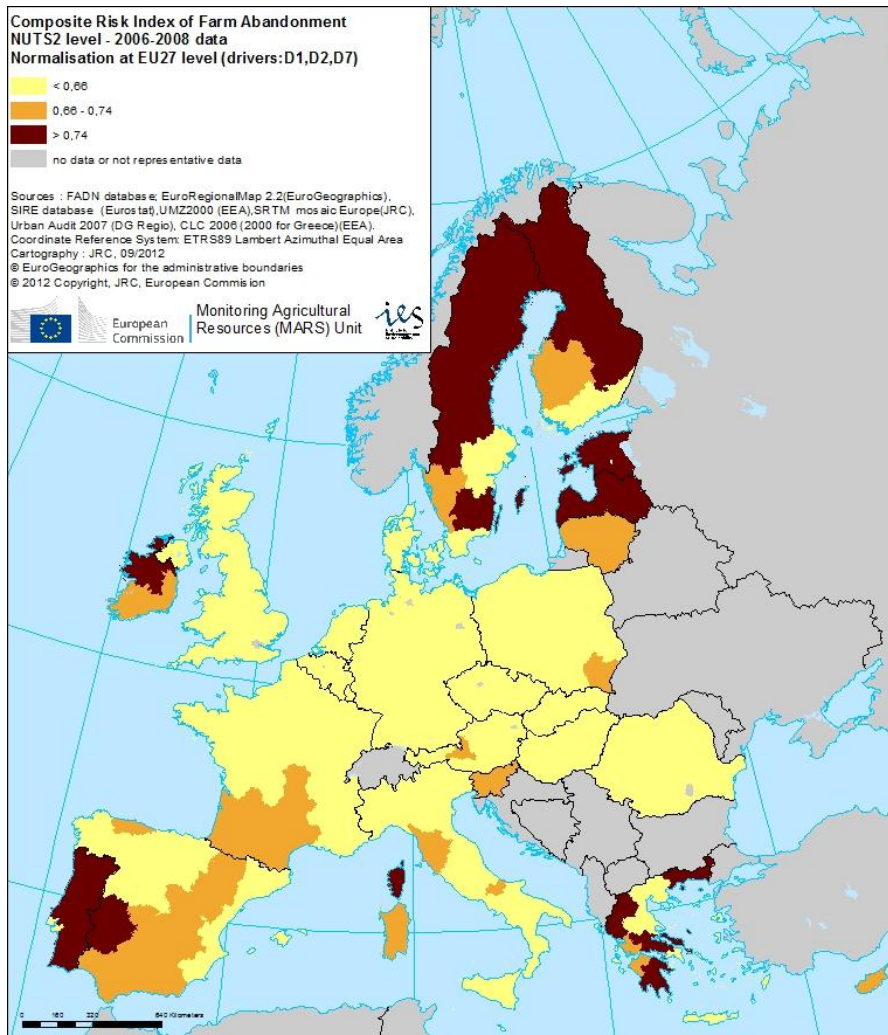 Composite Risk Index of Farm Abandonment
NUTS2 level - 2006-2008 data
Normalisation at EU27 level (drivers:D1,D2,D7)
< 0,66
0,66 - 0,74
> 0,74
no data or not representative data
Sources : FADN database; EuroRegionalMap 2.2(EuroGeographics),
SIRE database (Eurostat),UMZ2000 (EEA),SRTM mosaic Europe(JRC),
Urban Audit 2007 (DG Regio), CLC 2006 (2000 for Greece)(EEA).
Coordinate Reference System: ETRS89 Lambert Azimuthal Equal Area
Cartography : JRC, 09/2012
© EuroGeographics for the administrative boundaries
© 2012 Copyright, JRC, European Commision
European
Commission
Monitoring Agricultural
Resources (MARS) Unit
ies
0 160 320 640 Kilometers